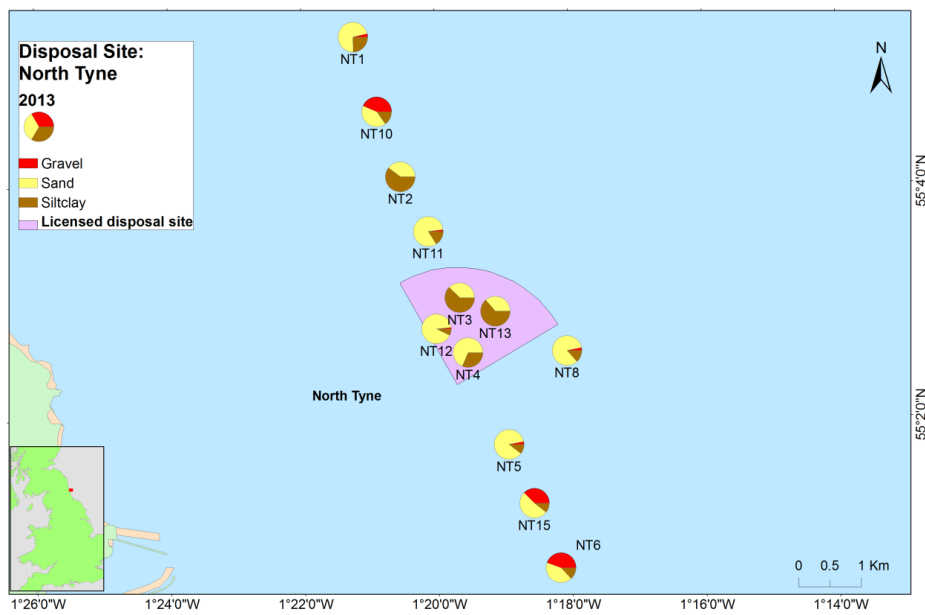 Disposal Site:
North Tyne
2013
Gravel
Sand
Siltclay
Licensed disposal site
N
NT1
NT10
NT2
NT11
NT3
NT13
NT12
NT4
NT8
North Tyne
NT5
NT15
NT6
55°4'0"N
55°2'0"N
0 0.5 1 Km
1°26'0"W 1°24'0"W 1°22'0"W 1°20'0"W 1°18'0"W 1°16'0"W 1°14'0"W